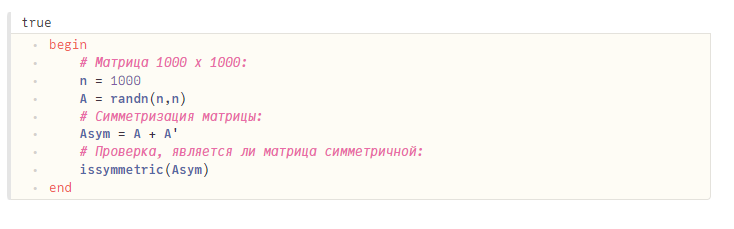 true
begin
# Матрица 1000 x 1000:
n = 1000
A = randn(n,n)
# Симметризация матрицы:
Asym = A + A'
# Проверка, является ли матрица симметричной:
issymmetric(Asym)
end